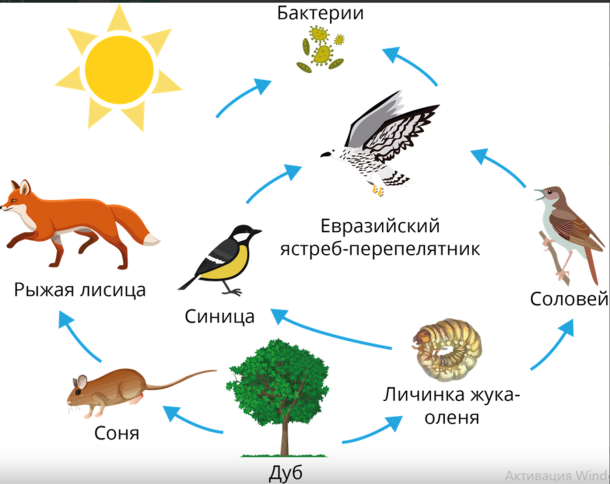 Бактерии
Евразийский
ястреб-перепелятник
Рыжая лисица
Синица
Соловей
Личинка жука-
оленя
Соня
Дуб
Активация Wind